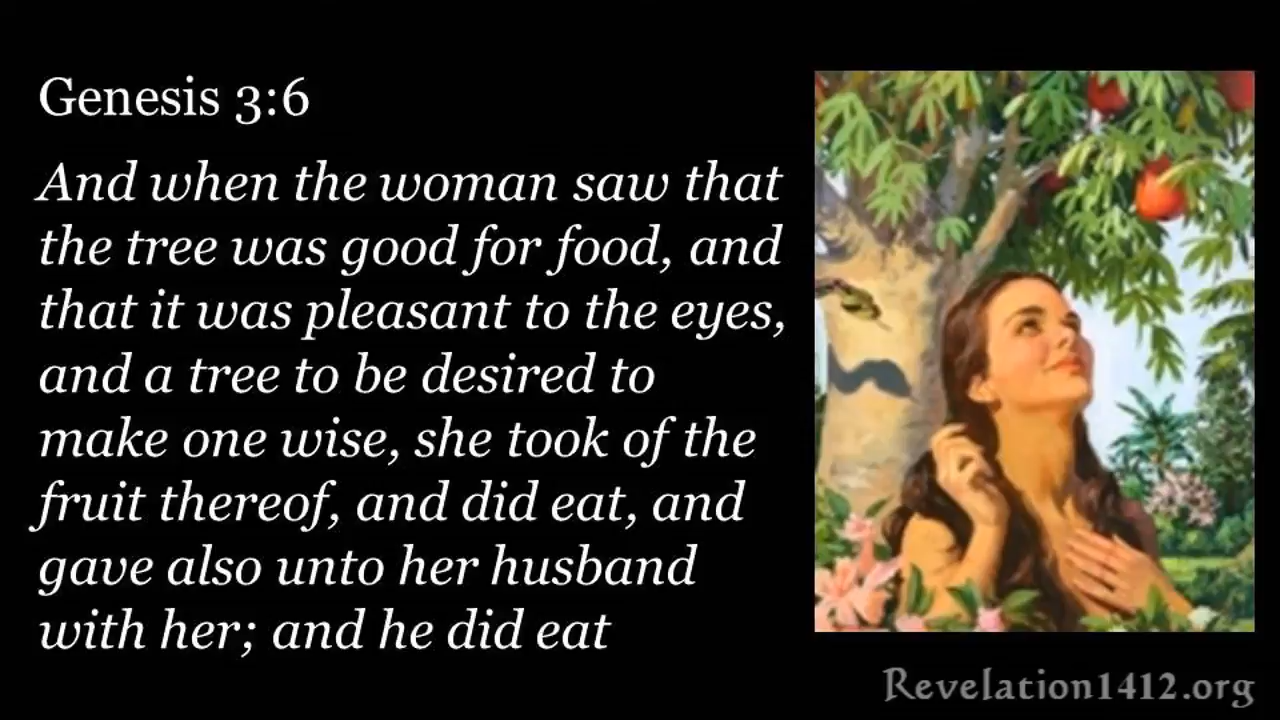 Genesis 3:6
And when the woman saw that
the tree was good for food, and
that it was pleasant to the eyes,
and a tree to be desired to
make one wise, she took of the
fruit thereof, and did eat, and
gave also unto her husband
with her; and he did eat
Revelation1412.org